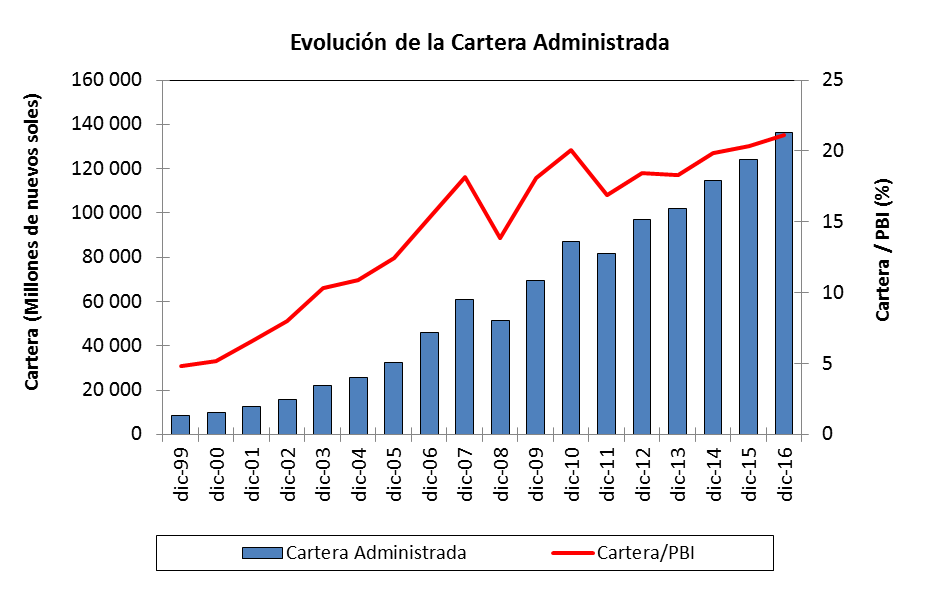 Evolución de la Cartera Administrada
Cartera (Millones de nuevos soles)
160 000
140 000
120 000
100 000
80 000
60 000
40 000
20 000
0
25
20
15
10
5
0
Cartera / PBI (%)
dic-99
dic-00
dic-01
dic-02
dic-03
dic-04
dic-05
dic-06
dic-07
dic-08
dic-09
dic-10
dic-11
dic-12
dic-13
dic-14
dic-15
dic-16
Cartera Administrada
Cartera/PBI